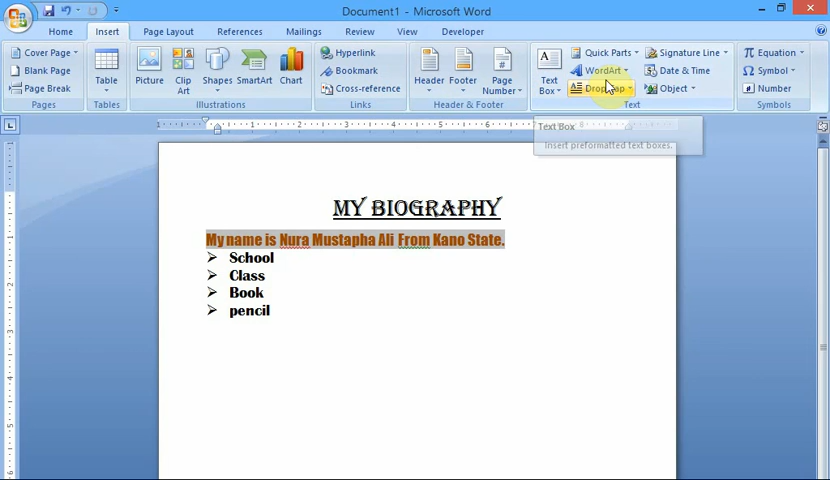 Document1 - Microsoft Word
Home Insert Page Layout References Mailings Review View Developer
Cover Page
Blank Page
Page Break
Pages
Table
Tables
Picture
Clip Art
Shapes
SmartArt
Chart
Illustrations
Hyperlink
Bookmark
Cross-reference
Links
Header
Footer
Page Number
Header & Footer
Text Box
Quick Parts
WordArt
Signature Line
Date & Time
Object
Text
Equation
Symbol
Number
Symbols
Text Box
Insert preformatted text boxes.
MY BIOGRAPHY
My name is Nura Mustapha Ali From Kano State.
School
Class
Book
pencil